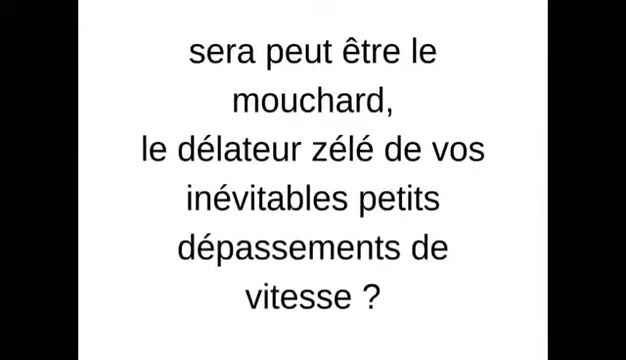 sera peut être le
mouchard,
le délateur zélé de vos
inévitables petits
dépassements de
vitesse ?